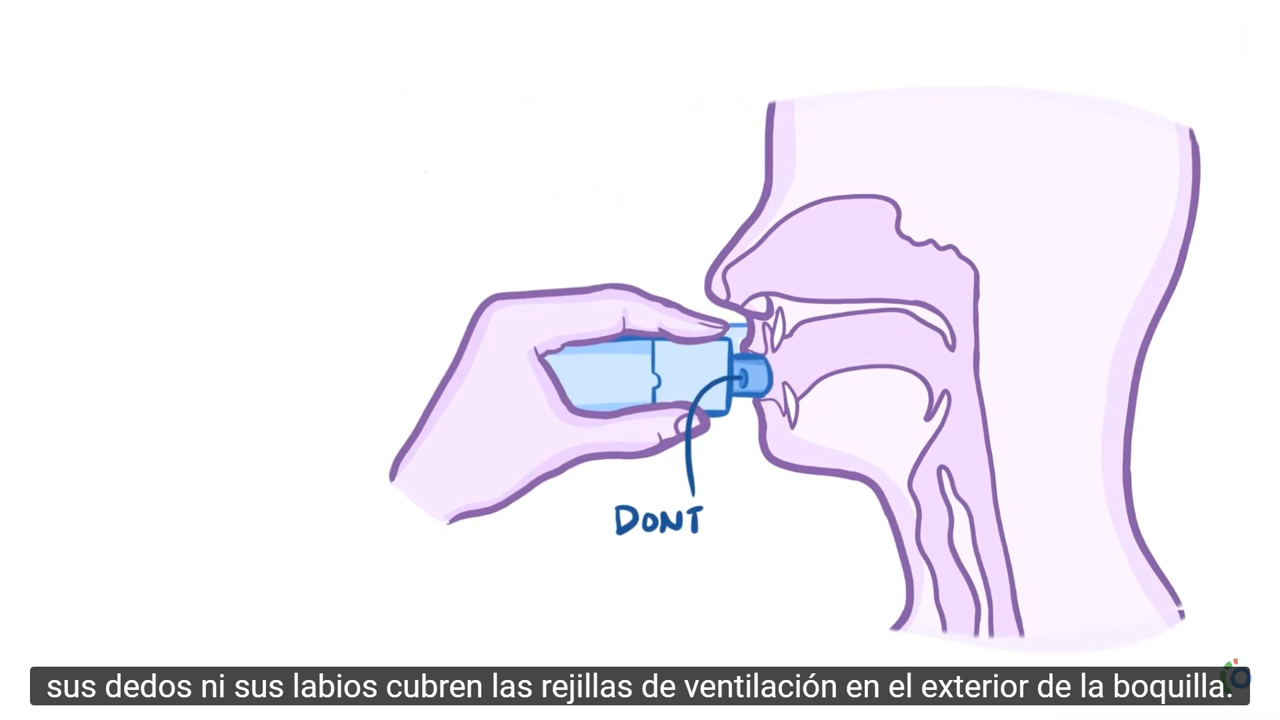 DONT
sus dedos ni sus labios cubren las rejillas de ventilación en el exterior de la boquilla.